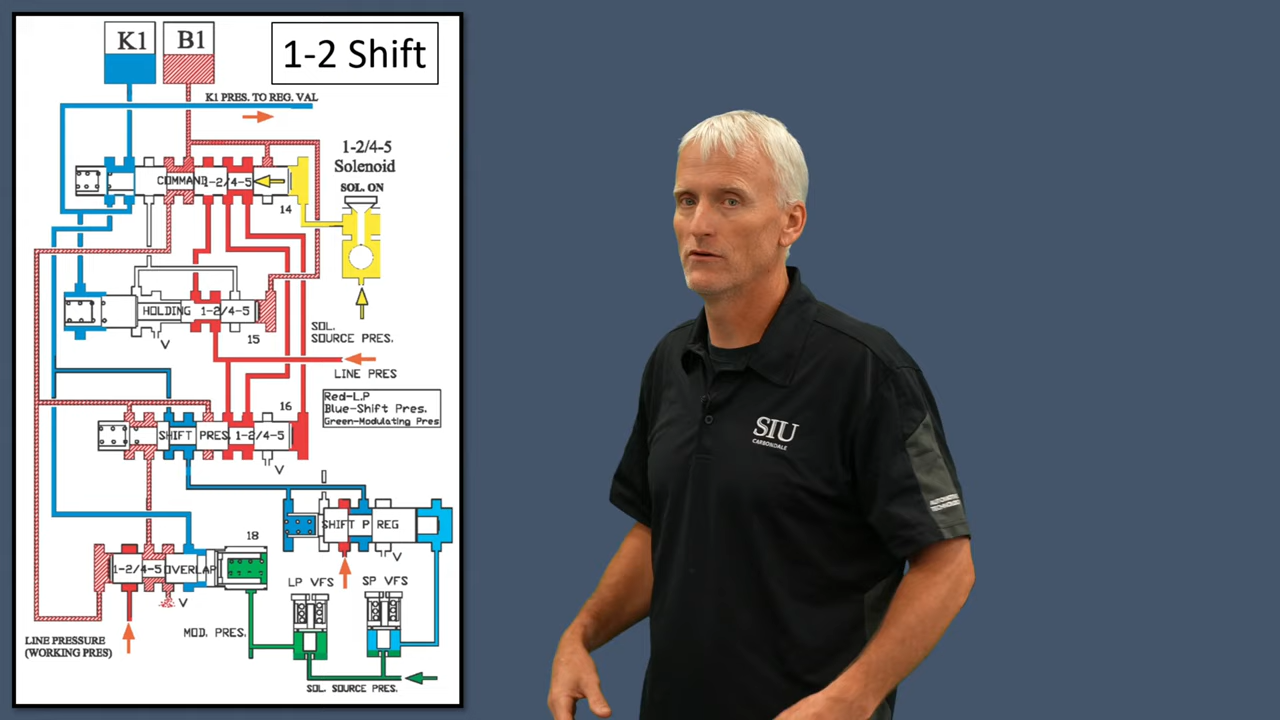 K1
B1
1-2 Shift
K1 PRES. TO REG. VAL
1-2/4-5
Solenoid
SOL. ON
COMMAND 1-2/4-5
14
HOLDING 1-2/4-5
15
V
SOL.
SOURCE PRES.
LINE PRES
Red-L.P
Blue-Shift Pres.
Green-Modulating Pres
16
SHIFT PRES. 1-2/4-5
V
SHIFT P REG
V
18
1-2/4-5 OVERLAP
V
LP VFS
SP VFS
MOD. PRES.
LINE PRESSURE
(WORKING PRES)
SOL. SOURCE PRES.
SIU
CARBONDALE